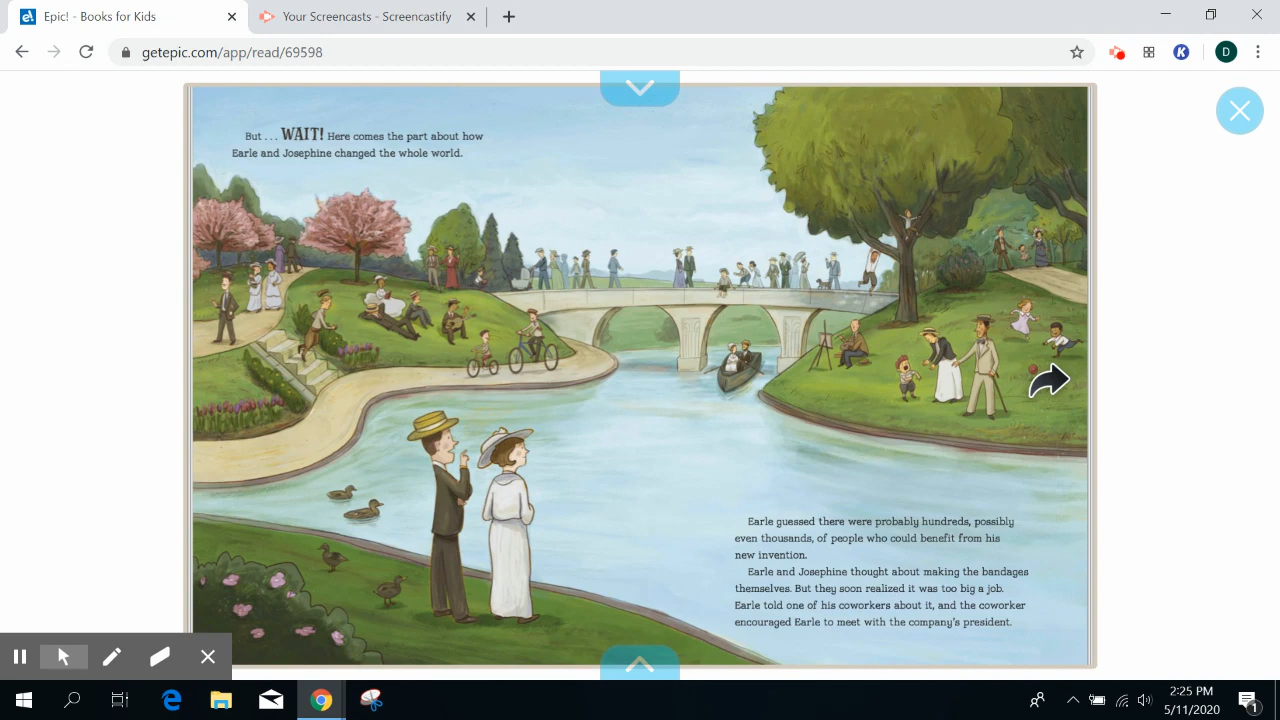 Epic! - Books for Kids
Your Screencasts - Screencastify
getepic.com/app/read/69598
K
D
But . . . WAIT! Here comes the part about how
Earle and Josephine changed the whole world.
Earle guessed there were probably hundreds, possibly
even thousands, of people who could benefit from his
new invention.
Earle and Josephine thought about making the bandages
themselves. But they soon realized it was too big a job.
Earle told one of his coworkers about it, and the coworker
encouraged Earle to meet with the company's president.
2:25 PM
5/11/2020
1